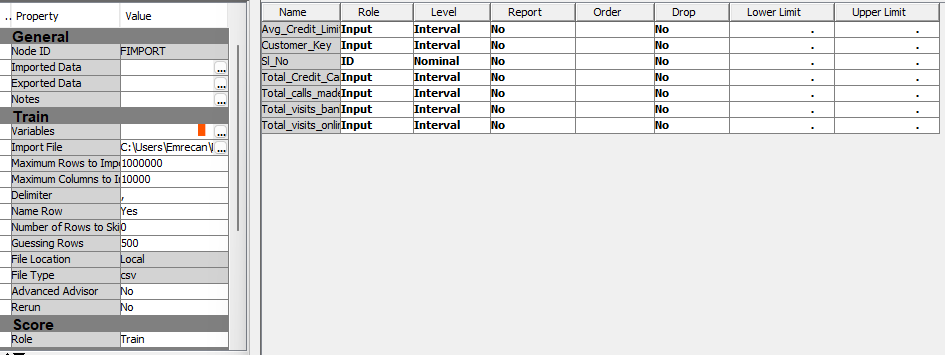 .. Property Value
General
Node ID FIMPORT
Imported Data ...
Exported Data ...
Notes ...
Train
Variables ...
Import File C:\Users\Emrecan\ ...
Maximum Rows to Imp 1000000
Maximum Columns to I 10000
Delimiter ,
Name Row Yes
Number of Rows to Ski 0
Guessing Rows 500
File Location Local
File Type csv
Advanced Advisor No
Rerun No
Score
Role Train
Name Role Level Report Order Drop Lower Limit Upper Limit
Avg_Credit_Limi Input Interval No No . .
Customer_Key Input Interval No No . .
Sl_No ID Nominal No No . .
Total_Credit_Ca Input Interval No No . .
Total_calls_made Input Interval No No . .
Total_visits_ban Input Interval No No . .
Total_visits_onli Input Interval No No . .